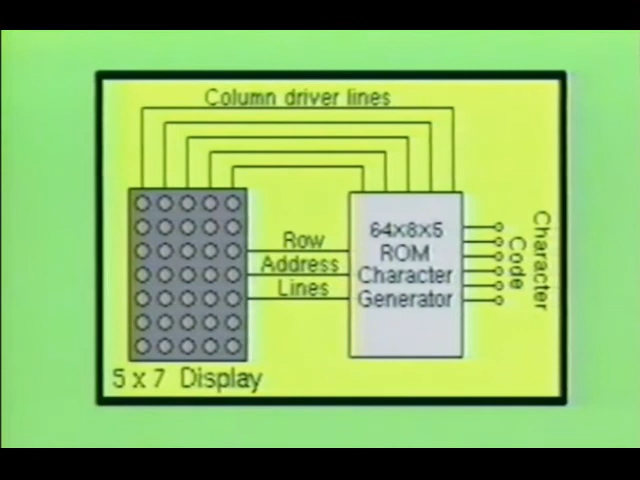 Column driver lines
Row
Address
Lines
64x8x5
ROM
Character
Generator
Character
Code
5 x 7 Display